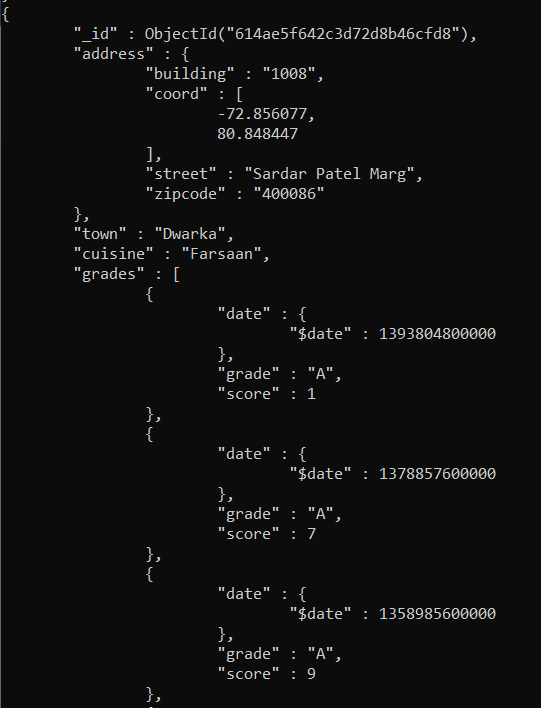 {
"_id" : ObjectId("614ae5f642c3d72d8b46cfd8"),
"address" : {
"building" : "1008",
"coord" : [
-72.856077,
80.848447
],
"street" : "Sardar Patel Marg",
"zipcode" : "400086"
},
"town" : "Dwarka",
"cuisine" : "Farsaan",
"grades" : [
{
"date" : {
"$date" : 1393804800000
},
"grade" : "A",
"score" : 1
},
{
"date" : {
"$date" : 1378857600000
},
"grade" : "A",
"score" : 7
},
{
"date" : {
"$date" : 1358985600000
},
"grade" : "A",
"score" : 9
},